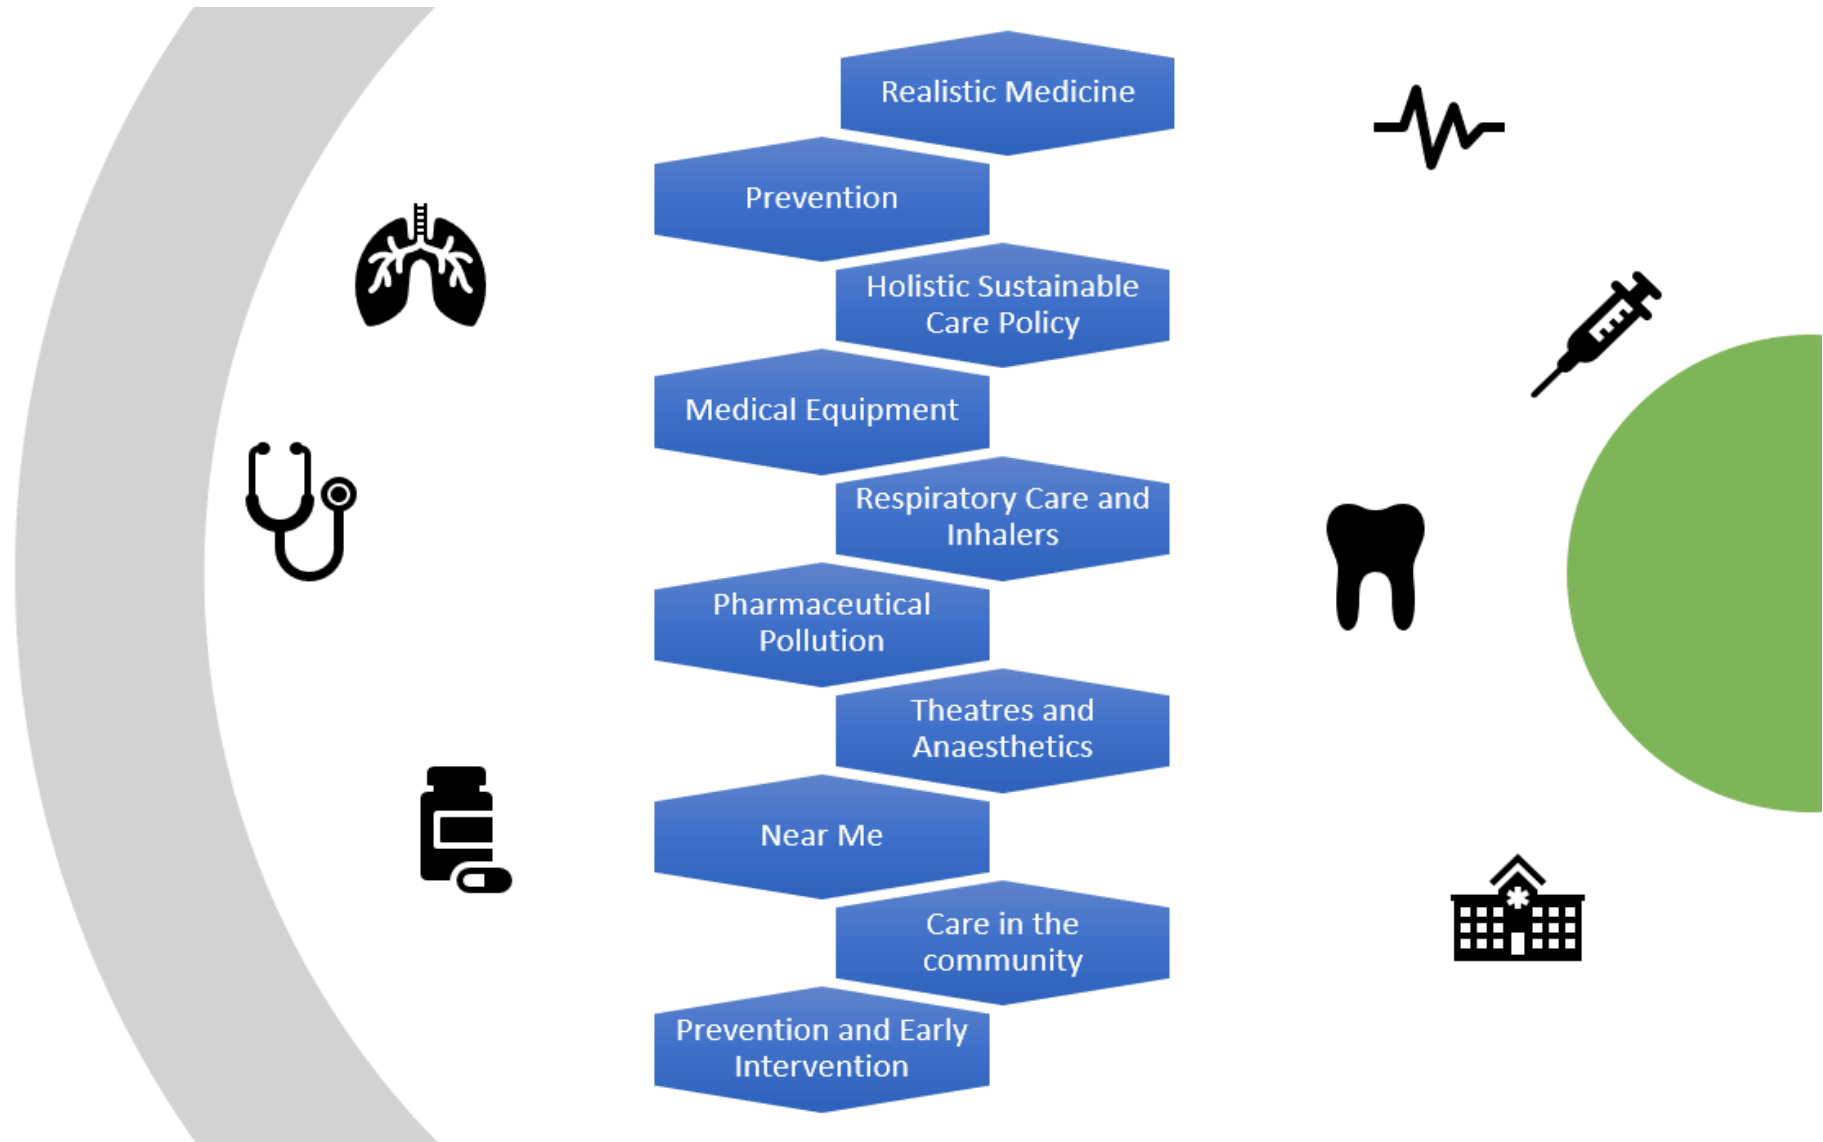 Realistic Medicine
Prevention
Holistic Sustainable
Care Policy
Medical Equipment
Respiratory Care and
Inhalers
Pharmaceutical
Pollution
Theatres and
Anaesthetics
Near Me
Care in the
community
Prevention and Early
Intervention